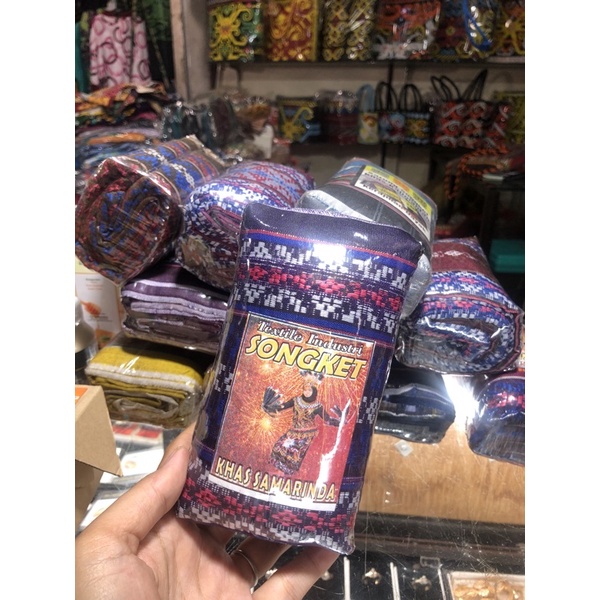 Textile Industri
SONGKET
KHAS SAMARINDA